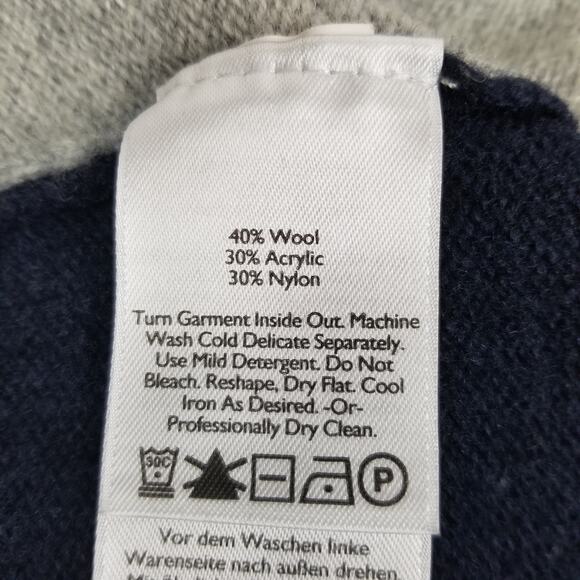 40% Wool
30% Acrylic
30% Nylon
Turn Garment Inside Out. Machine
Wash Cold Delicate Separately.
Use Mild Detergent. Do Not
Bleach. Reshape, Dry Flat. Cool
Iron As Desired. -Or-
Professionally Dry Clean.
30C P
Vor dem Waschen linke
Warenseite nach außen drehen.